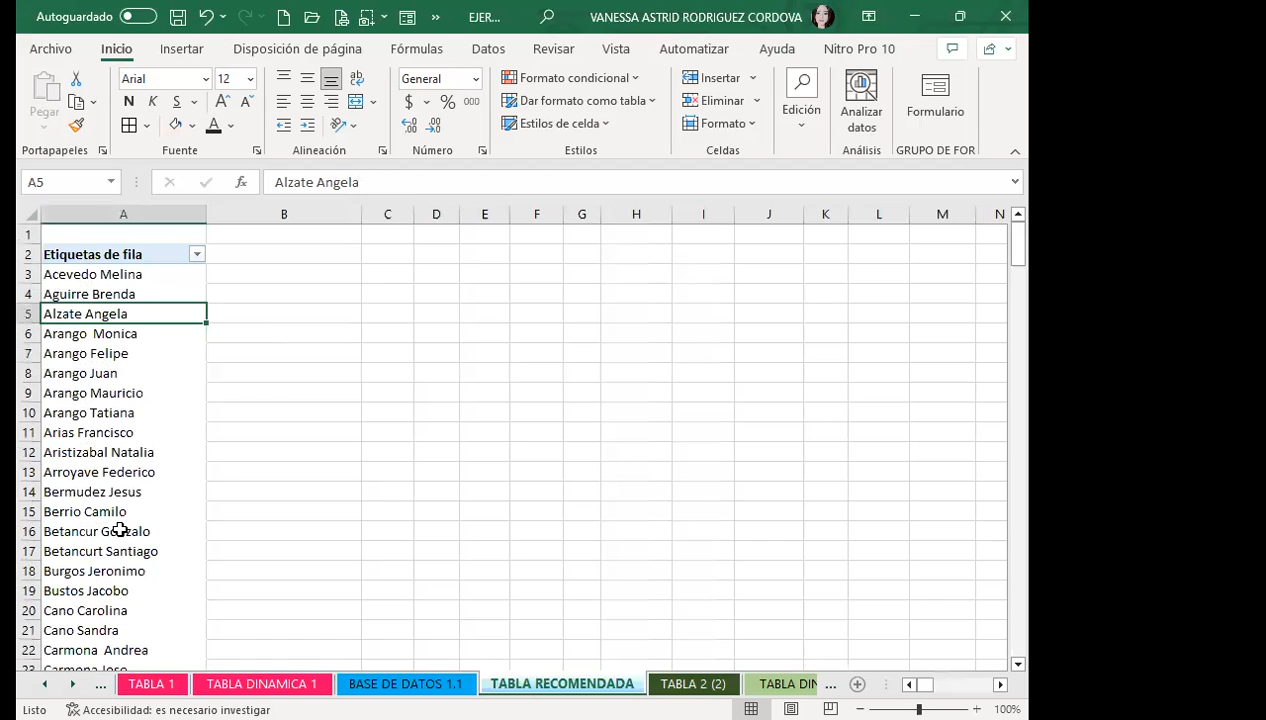 Autoguardado EJER... VANESSA ASTRID RODRIGUEZ CORDOVA
Archivo Inicio Insertar Disposición de página Fórmulas Datos Revisar Vista Automatizar Ayuda Nitro Pro 10
Pegar
Portapapeles
Arial 12
N K S A A
A
Fuente
Alineación
General
$ % 000
Número
Formato condicional
Dar formato como tabla
Estilos de celda
Estilos
Insertar
Eliminar
Formato
Celdas
Edición
Analizar
datos
Análisis
Formulario
GRUPO DE FOR
A5 fx Alzate Angela
A B C D E F G H I J K L M N
1
2 Etiquetas de fila
3 Acevedo Melina
4 Aguirre Brenda
5 Alzate Angela
6 Arango Monica
7 Arango Felipe
8 Arango Juan
9 Arango Mauricio
10 Arango Tatiana
11 Arias Francisco
12 Aristizabal Natalia
13 Arroyave Federico
14 Bermudez Jesus
15 Berrio Camilo
16 Betancur Gonzalo
17 Betancurt Santiago
18 Burgos Jeronimo
19 Bustos Jacobo
20 Cano Carolina
21 Cano Sandra
22 Carmona Andrea
23 Carmona Jose
... TABLA 1 TABLA DINAMICA 1 BASE DE DATOS 1.1 TABLA RECOMENDADA TABLA 2 (2) TABLA DIN ...
Listo Accesibilidad: es necesario investigar 100%